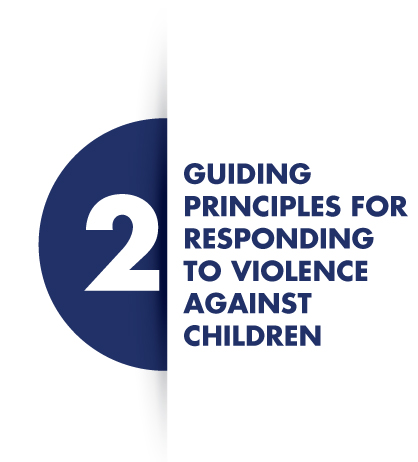 2
GUIDING
PRINCIPLES FOR
RESPONDING
TO VIOLENCE
AGAINST
CHILDREN